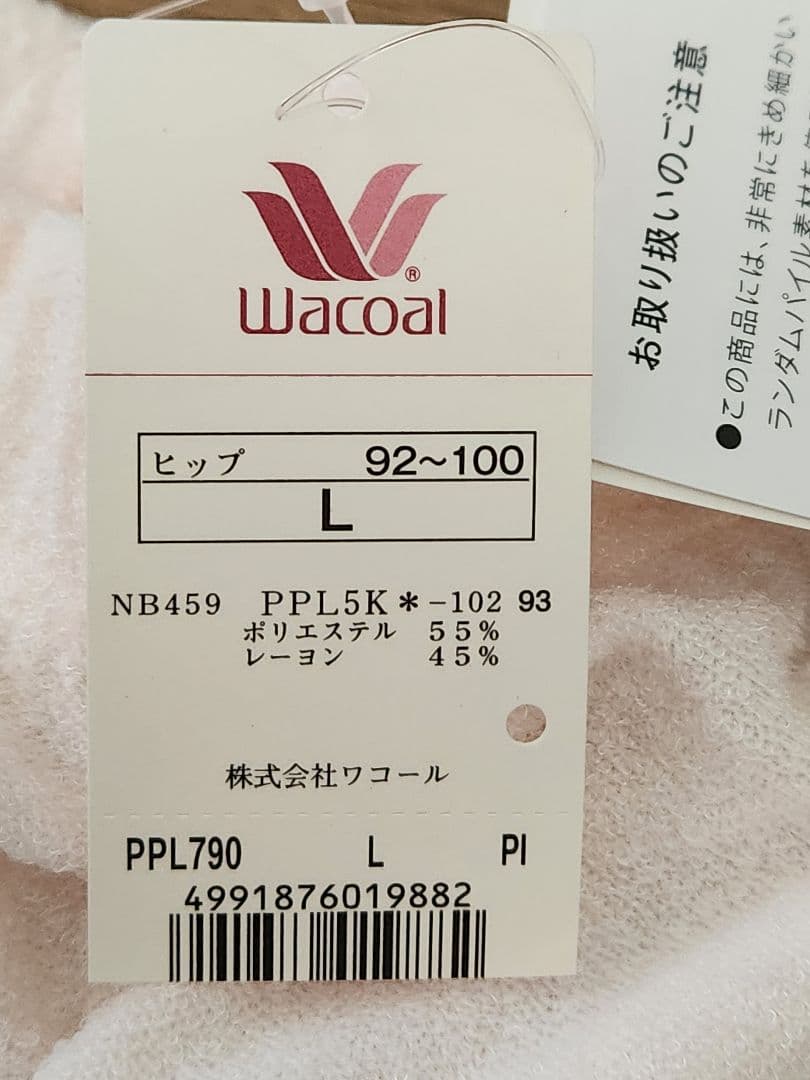 Wacoal®
ヒップ 92~100
L
NB459 PPL5K*-102 93
ポリエステル 55%
レーヨン 45%
株式会社ワコール
PPL790 L PI
4991876019882
お取り扱いのご注意
●この商品には、非常にきめ細かい
ランダムパイル素材を